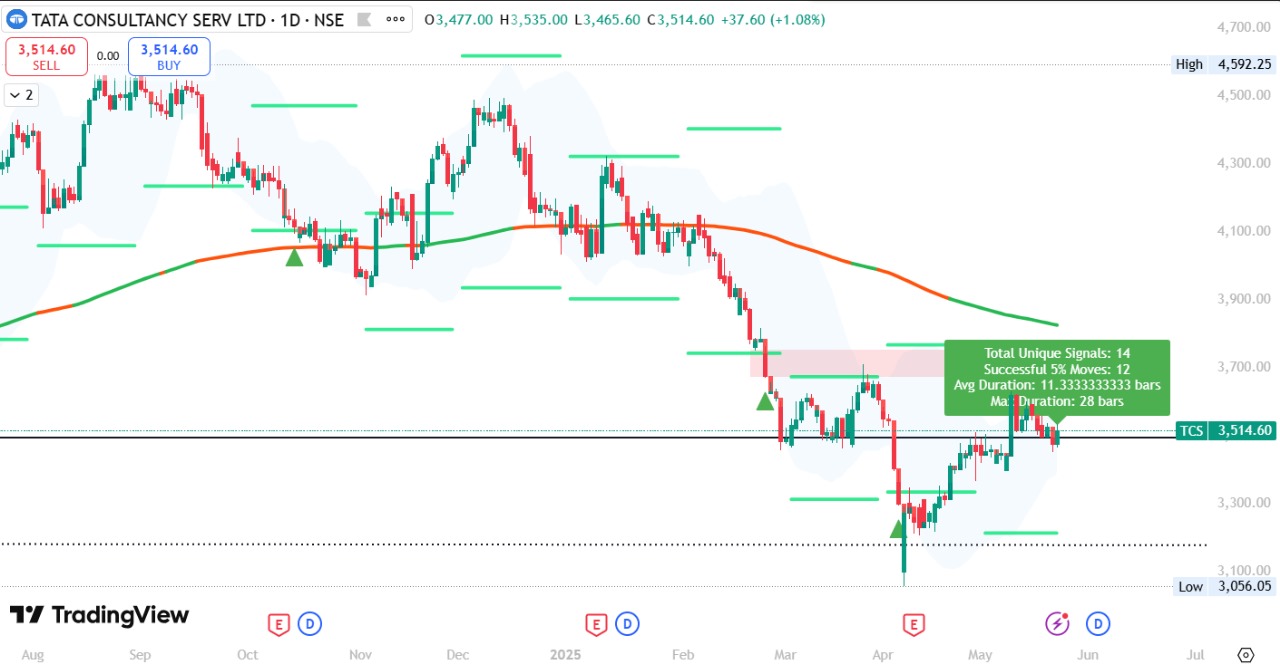 TATA CONSULTANCY SERV LTD · 1D · NSE
O3,477.00 H3,535.00 L3,465.60 C3,514.60 +37.60 (+1.08%)
3,514.60
SELL
0.00
3,514.60
BUY
2
4,700.00
High 4,592.25
4,500.00
4,300.00
4,100.00
3,900.00
3,700.00
Total Unique Signals: 14
Successful 5% Moves: 12
Avg Duration: 11.3333333333 bars
Max Duration: 28 bars
TCS 3,514.60
3,300.00
3,100.00
Low 3,056.05
TradingView
E D E D E D
Aug Sep Oct Nov Dec 2025 Feb Mar Apr May Jun Jul